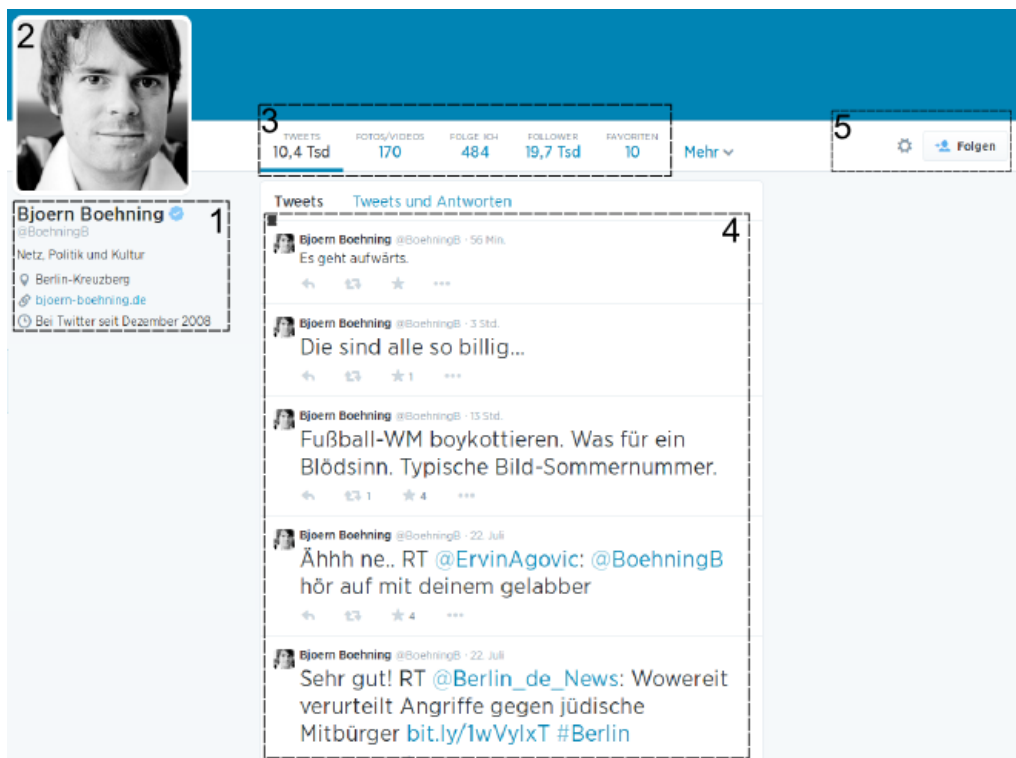 2
3
TWEETS FOTOS/VIDEOS FOLGE ICH FOLLOWER FAVORITEN
10,4 Tsd 170 484 19,7 Tsd 10 Mehr
5
Folgen
Bjoern Boehning
1
@BoehningB
Netz, Politik und Kultur
Berlin-Kreuzberg
bjoern-boehning.de
Bei Twitter seit Dezember 2008
Tweets Tweets und Antworten
4
Bjoern Boehning @BoehningB · 56 Min.
Es geht aufwärts.
Bjoern Boehning @BoehningB · 3 Std.
Die sind alle so billig...
1
Bjoern Boehning @BoehningB · 13 Std.
Fußball-WM boykottieren. Was für ein
Blödsinn. Typische Bild-Sommernummer.
1 4
Bjoern Boehning @BoehningB · 22. Juli
Ähhh ne.. RT @ErvinAgovic: @BoehningB
hör auf mit deinem gelabber
4
Bjoern Boehning @BoehningB · 22. Juli
Sehr gut! RT @Berlin_de_News: Wowereit
verurteilt Angriffe gegen jüdische
Mitbürger bit.ly/1wVylxT #Berlin